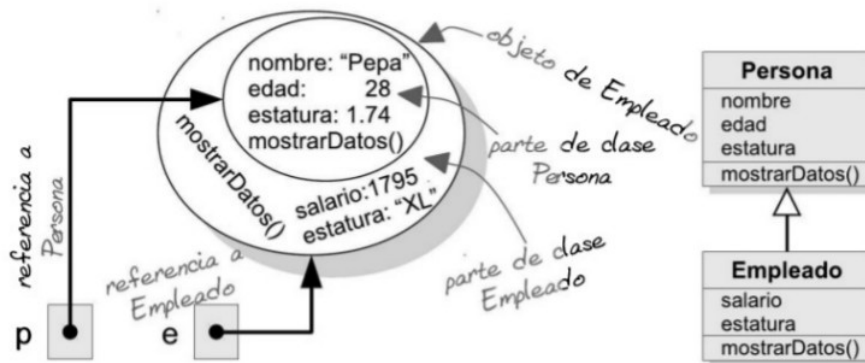 nombre: “Pepa”
edad: 28
estatura: 1.74
mostrarDatos()
mostrarDatos()
salario:1795
estatura: “XL”
objeto de Empleado
parte de clase
Persona
parte de clase
Empleado
referencia a
Persona
referencia a
Empleado
p
e
Persona
nombre
edad
estatura
mostrarDatos()
Empleado
salario
estatura
mostrarDatos()